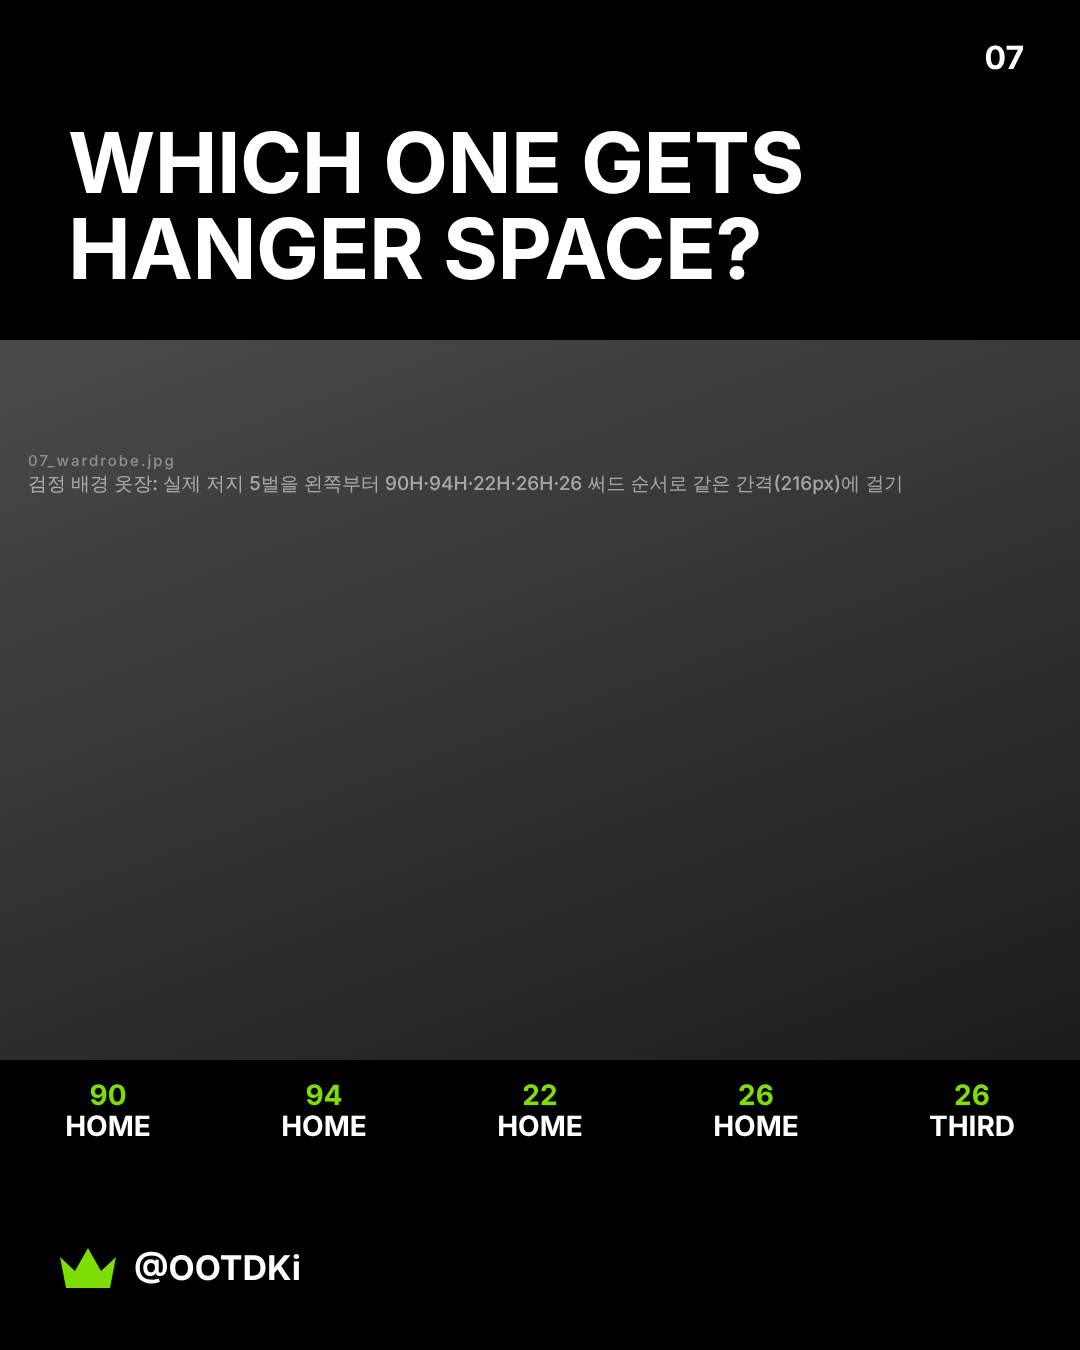 07
WHICH ONE GETS
HANGER SPACE?
07_wardrobe.jpg
검정 배경 옷장: 실제 저지 5벌을 왼쪽부터 90H·94H·22H·26H·26 써드 순서로 같은 간격(216px)에 걸기
90 94 22 26 26
HOME HOME HOME HOME THIRD
@OOTDKi